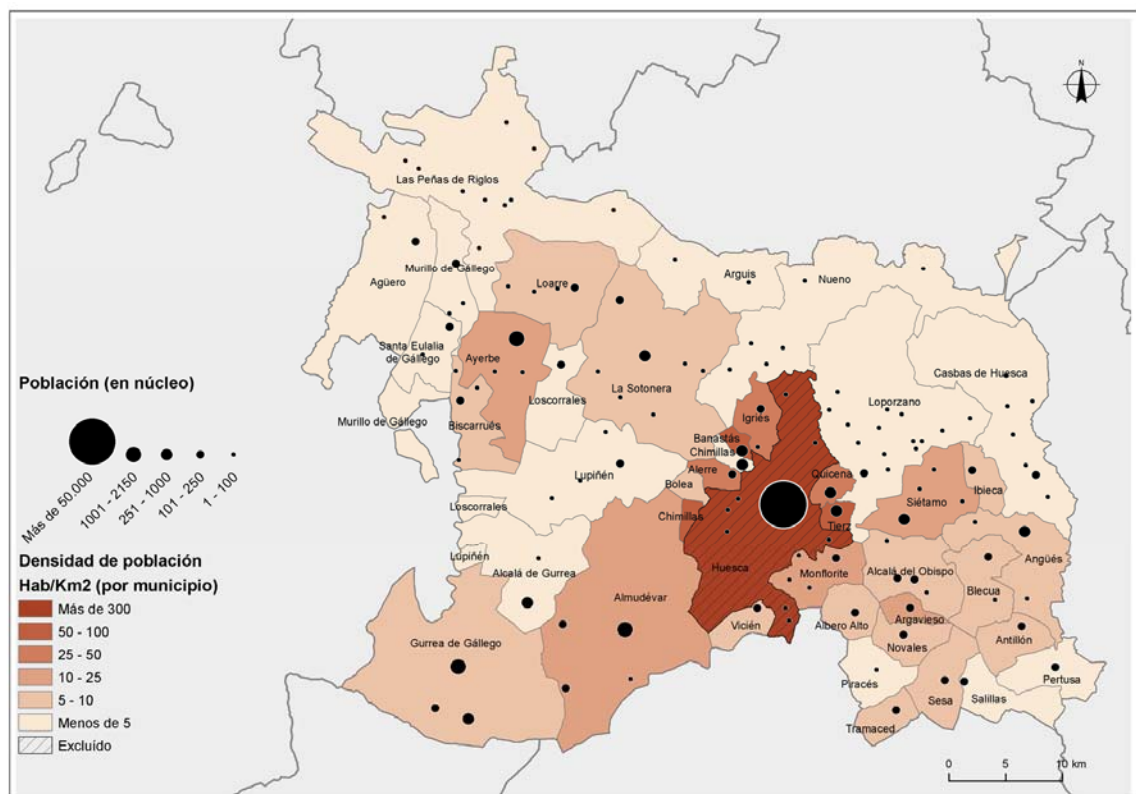 N
Las Peñas de Riglos
Murillo de Gállego
Agüero
Loarre
Arguis
Nueno
Santa Eulalia
de Gállego
Ayerbe
Casbas de Huesca
Población (en núcleo)
La Sotonera
Loscorrales
Loporzano
Murillo de Gállego
Biscarrués
Igriés
Banastás
Chimillas
Lupiñén
Alerre
Quicena
Bolea
Siétamo
Ibieca
Loscorrales
Chimillas
Tierz
Más de 50.000
1001 - 2150
251 - 1000
101 - 250
1 - 100
Lupiñén
Angüés
Densidad de población
Hab/Km2 (por municipio)
Alcalá de Gurrea
Huesca
Monflorite
Alcalá del Obispo
Blecua
Más de 300
Almudévar
50 - 100
Vicién
Albero Alto
Argavieso
25 - 50
Gurrea de Gállego
Novales
Antillón
10 - 25
Pertusa
5 - 10
Piracés
Sesa
Salillas
Menos de 5
Tramaced
Excluído
0 5 10 km